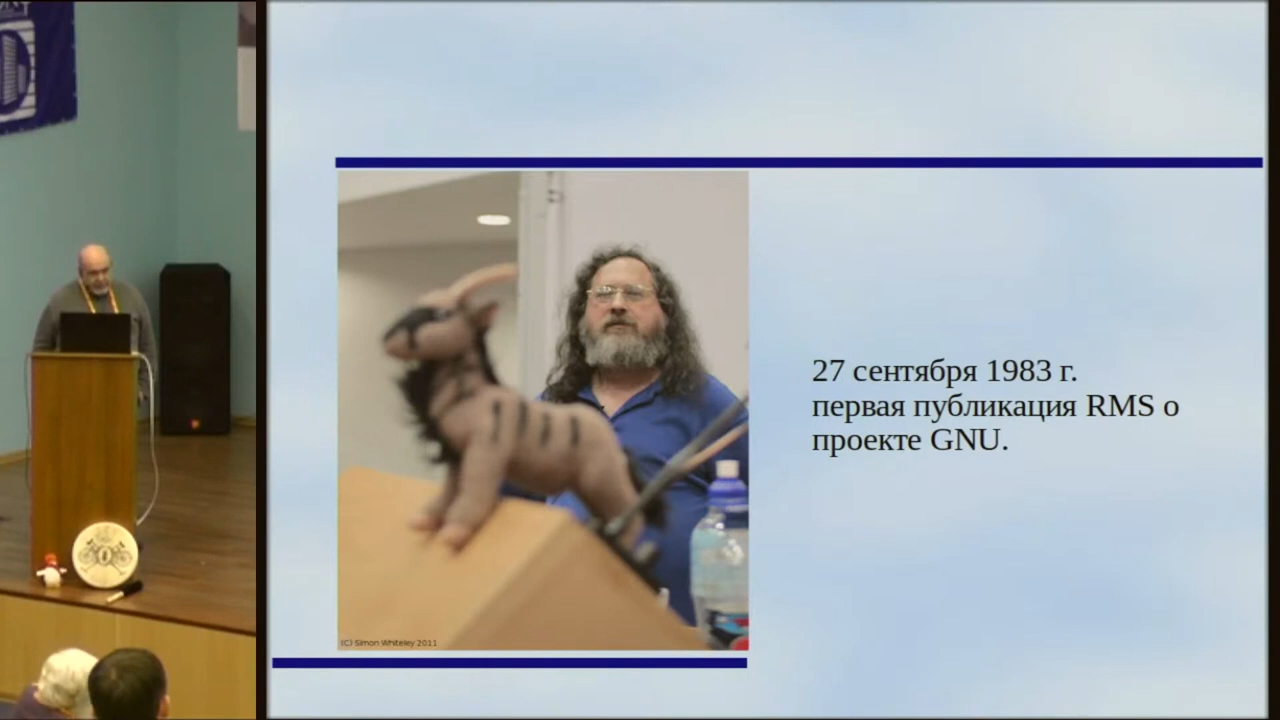 27 сентября 1983 г.
первая публикация RMS о
проекте GNU.
(C) Simon Whiteley 2011